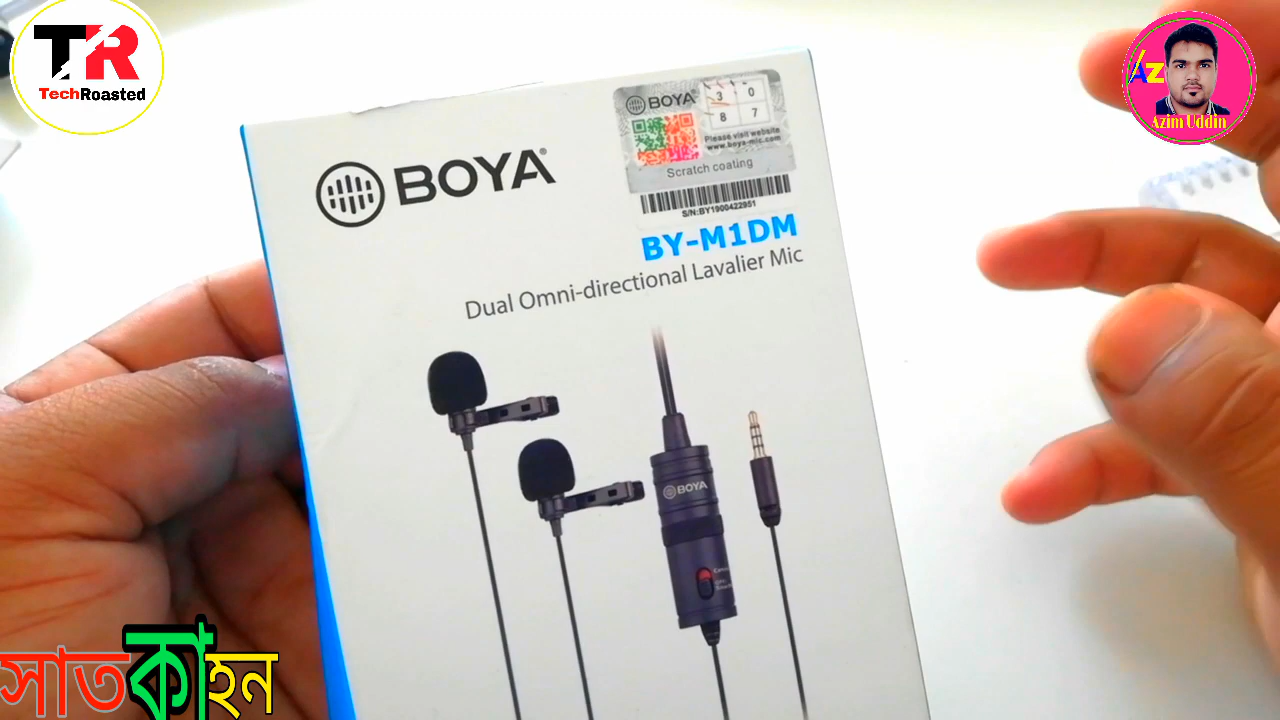 TR
TechRoasted
BOYA®
BOYA
3 0
8 7
Please visit website
www.boya-mic.com
Scratch coating
S/N:BY1900422951
BY-M1DM
Dual Omni-directional Lavalier Mic
BOYA
AZ
Azim Uddin
সাতকাহন